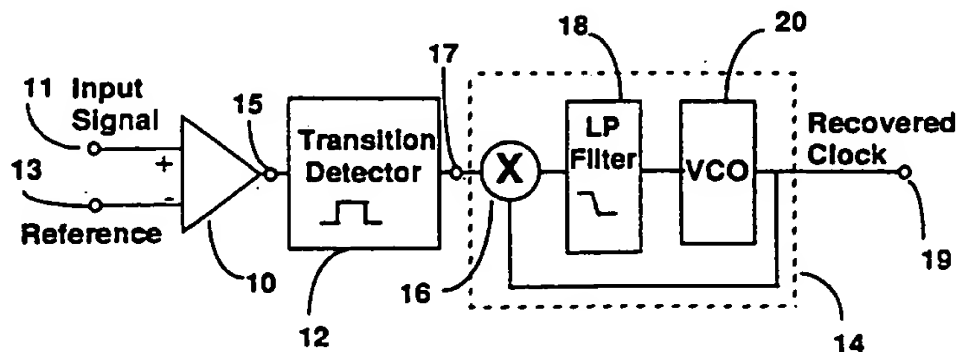 11
Input
Signal
13
Reference
+
-
10
15
Transition
Detector
12
17
X
16
18
LP
Filter
20
VCO
Recovered
Clock
19
14